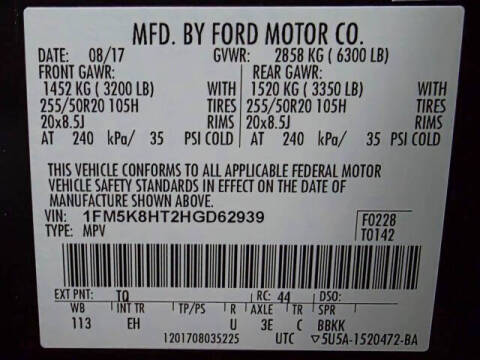 MFD. BY FORD MOTOR CO.
DATE: 08/17 GVWR: 2858 KG ( 6300 LB)
FRONT GAWR: REAR GAWR:
1452 KG ( 3200 LB) WITH 1520 KG ( 3350 LB) WITH
255/50R20 105H TIRES 255/50R20 105H TIRES
20x8.5J RIMS 20x8.5J RIMS
AT 240 kPa/ 35 PSI COLD AT 240 kPa/ 35 PSI COLD
THIS VEHICLE CONFORMS TO ALL APPLICABLE FEDERAL MOTOR
VEHICLE SAFETY STANDARDS IN EFFECT ON THE DATE OF
MANUFACTURE SHOWN ABOVE.
VIN: 1FM5K8HT2HGD62939 F0228
TYPE: MPV T0142
EXT PNT: TQ RC: 44 DSO:
WB INT TR TP/PS R AXLE TR SPR
113 EH U 3E C BBKK
1201708035225 UTC 5U5A-1520472-BA